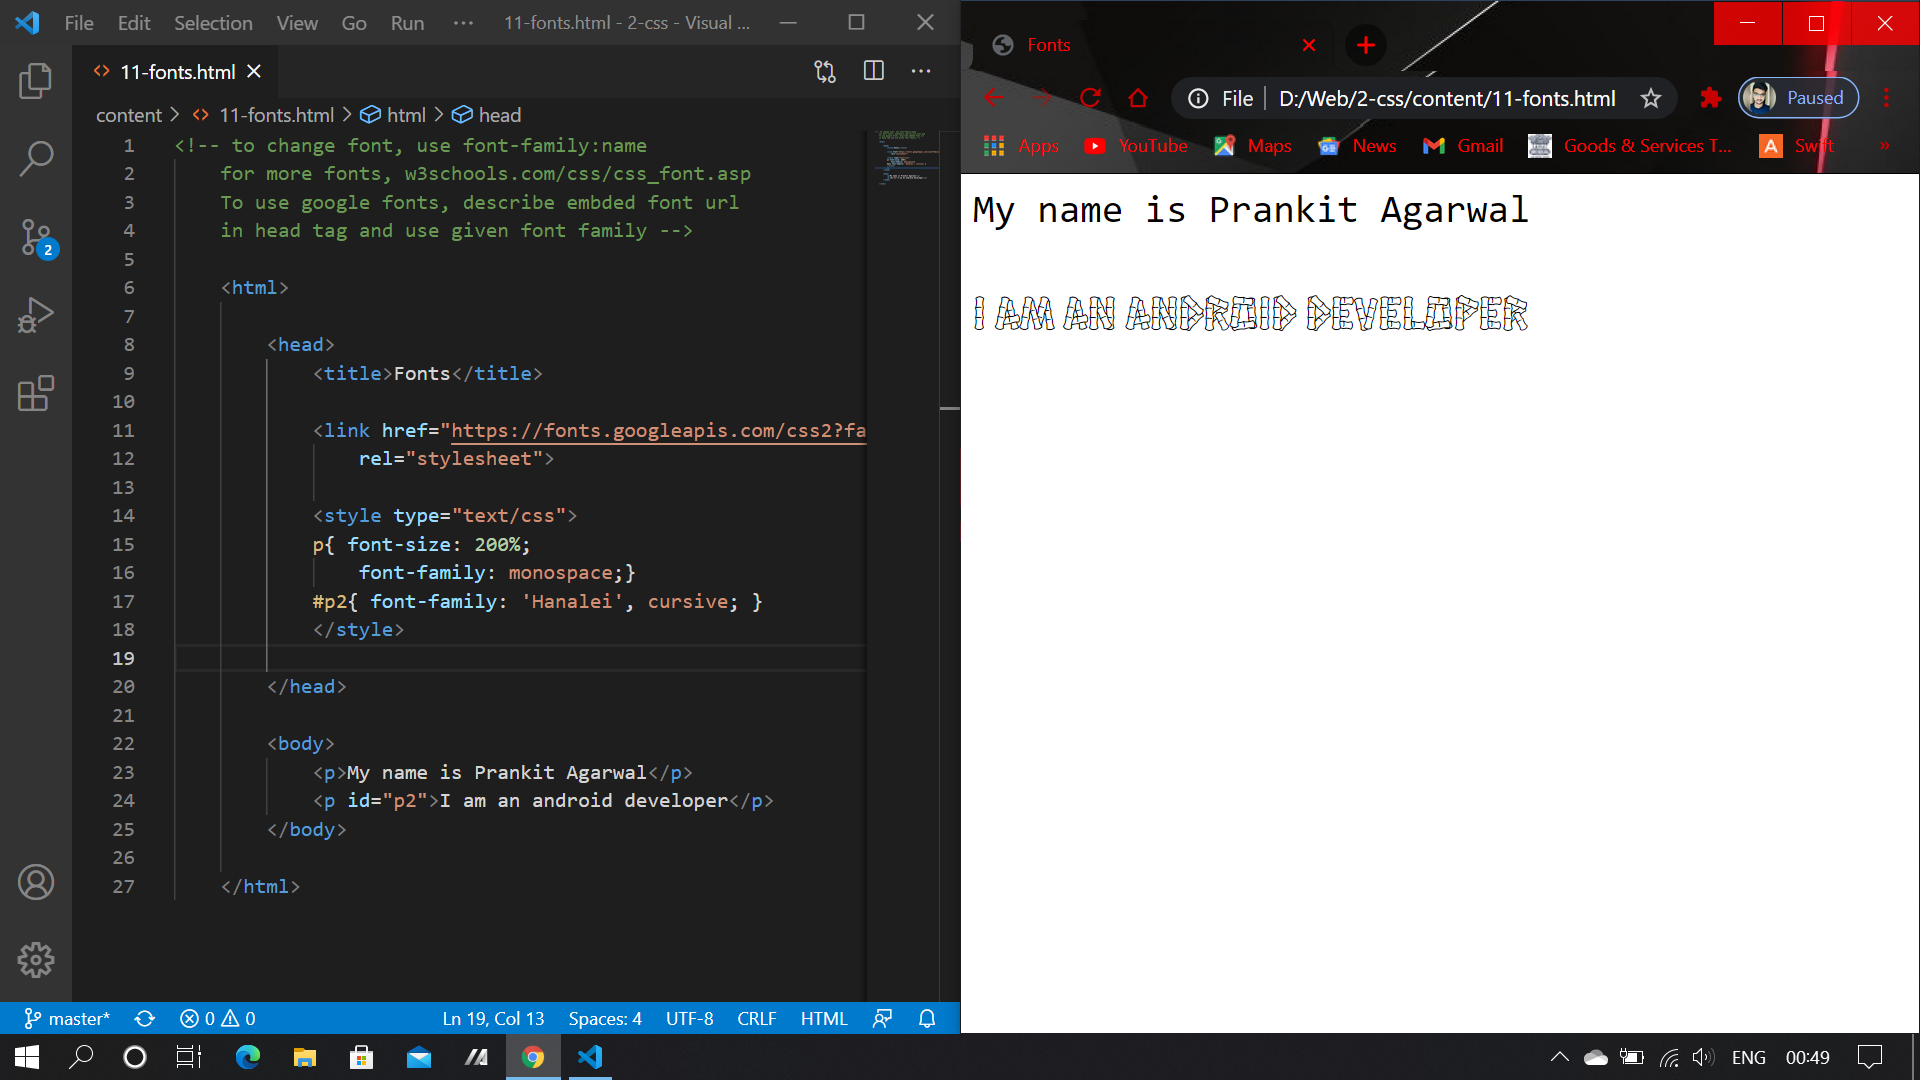 File Edit Selection View Go Run ··· 11-fonts.html - 2-css - Visual ...
11-fonts.html
content > 11-fonts.html > html > head
1 <!-- to change font, use font-family:name
2 for more fonts, w3schools.com/css/css_font.asp
3 To use google fonts, describe embded font url
4 in head tag and use given font family -->
5
6 <html>
7
8 <head>
9 <title>Fonts</title>
10
11 <link href="https://fonts.googleapis.com/css2?fa
12 rel="stylesheet">
13
14 <style type="text/css">
15 p{ font-size: 200%;
16 font-family: monospace;}
17 #p2{ font-family: 'Hanalei', cursive; }
18 </style>
19
20 </head>
21
22 <body>
23 <p>My name is Prankit Agarwal</p>
24 <p id="p2">I am an android developer</p>
25 </body>
26
27 </html>
2
master* 0 0 Ln 19, Col 13 Spaces: 4 UTF-8 CRLF HTML
Fonts
File D:/Web/2-css/content/11-fonts.html Paused
Apps YouTube Maps News Gmail Goods & Services T... A Swift »
My name is Prankit Agarwal
I AM AN ANDROID DEVELOPER
ENG 00:49